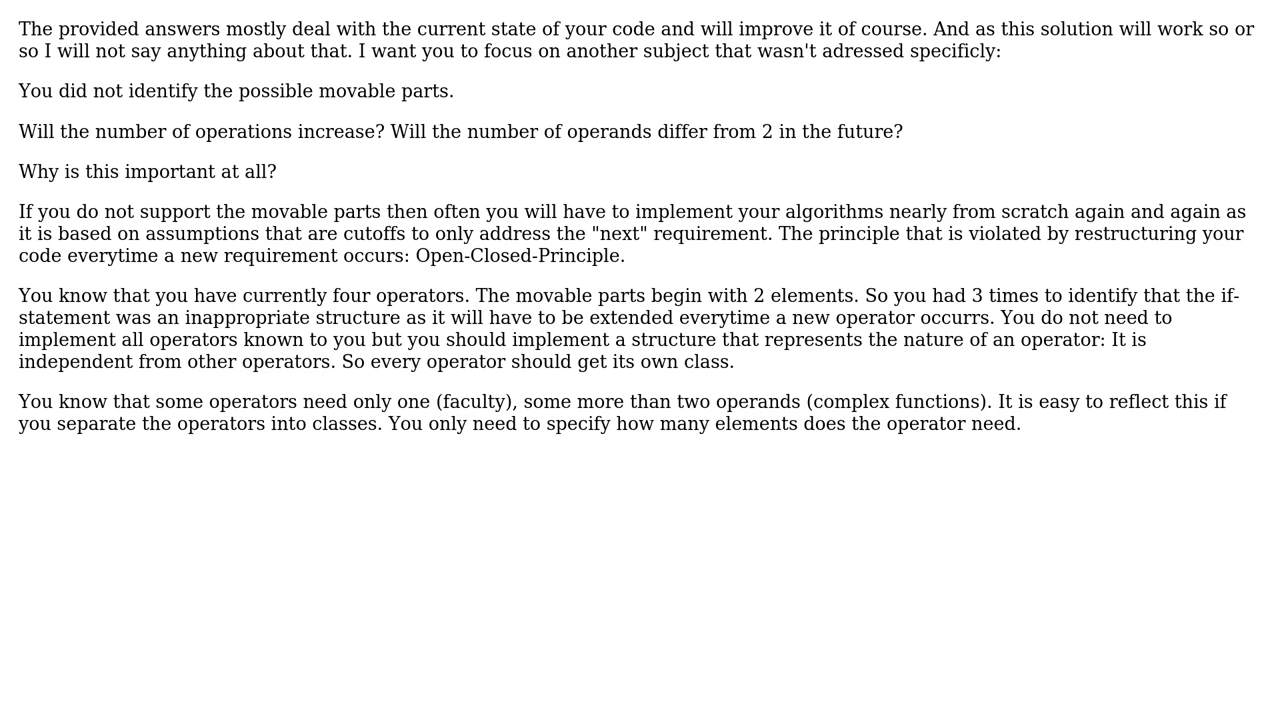 The provided answers mostly deal with the current state of your code and will improve it of course. And as this solution will work so or
so I will not say anything about that. I want you to focus on another subject that wasn't adressed specificly:
You did not identify the possible movable parts.
Will the number of operations increase? Will the number of operands differ from 2 in the future?
Why is this important at all?
If you do not support the movable parts then often you will have to implement your algorithms nearly from scratch again and again as
it is based on assumptions that are cutoffs to only address the "next" requirement. The principle that is violated by restructuring your
code everytime a new requirement occurs: Open-Closed-Principle.
You know that you have currently four operators. The movable parts begin with 2 elements. So you had 3 times to identify that the if-
statement was an inappropriate structure as it will have to be extended everytime a new operator occurrs. You do not need to
implement all operators known to you but you should implement a structure that represents the nature of an operator: It is
independent from other operators. So every operator should get its own class.
You know that some operators need only one (faculty), some more than two operands (complex functions). It is easy to reflect this if
you separate the operators into classes. You only need to specify how many elements does the operator need.